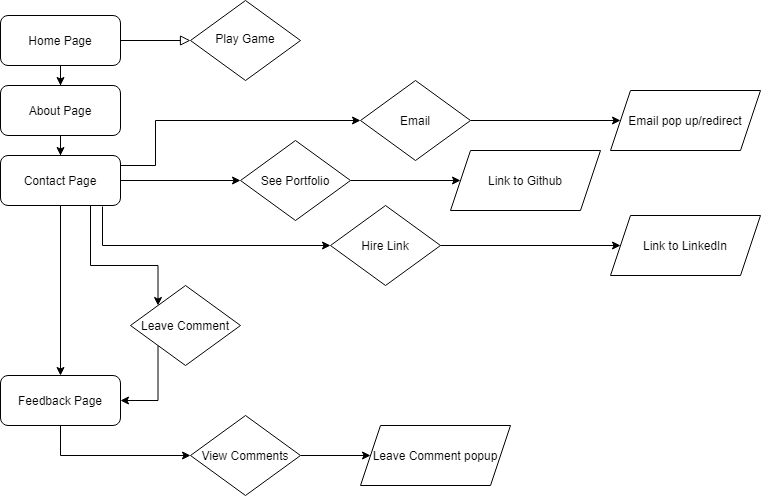 Home Page
Play Game
About Page
Email
Email pop up/redirect
Contact Page
See Portfolio
Link to Github
Hire Link
Link to LinkedIn
Leave Comment
Feedback Page
View Comments
Leave Comment popup